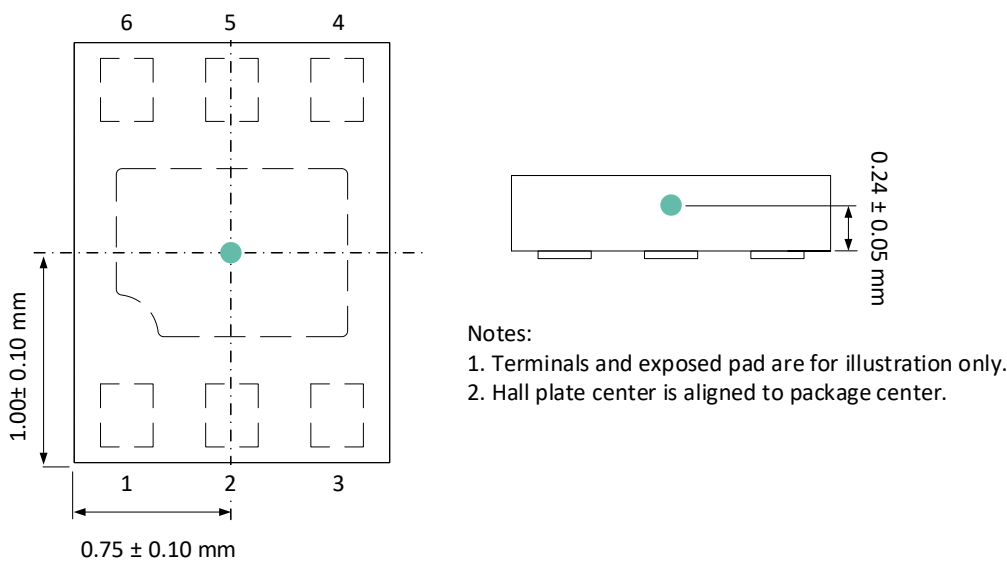 6 5 4
0.24 ± 0.05 mm
1.00± 0.10 mm
Notes:
1. Terminals and exposed pad are for illustration only.
2. Hall plate center is aligned to package center.
1 2 3
0.75 ± 0.10 mm